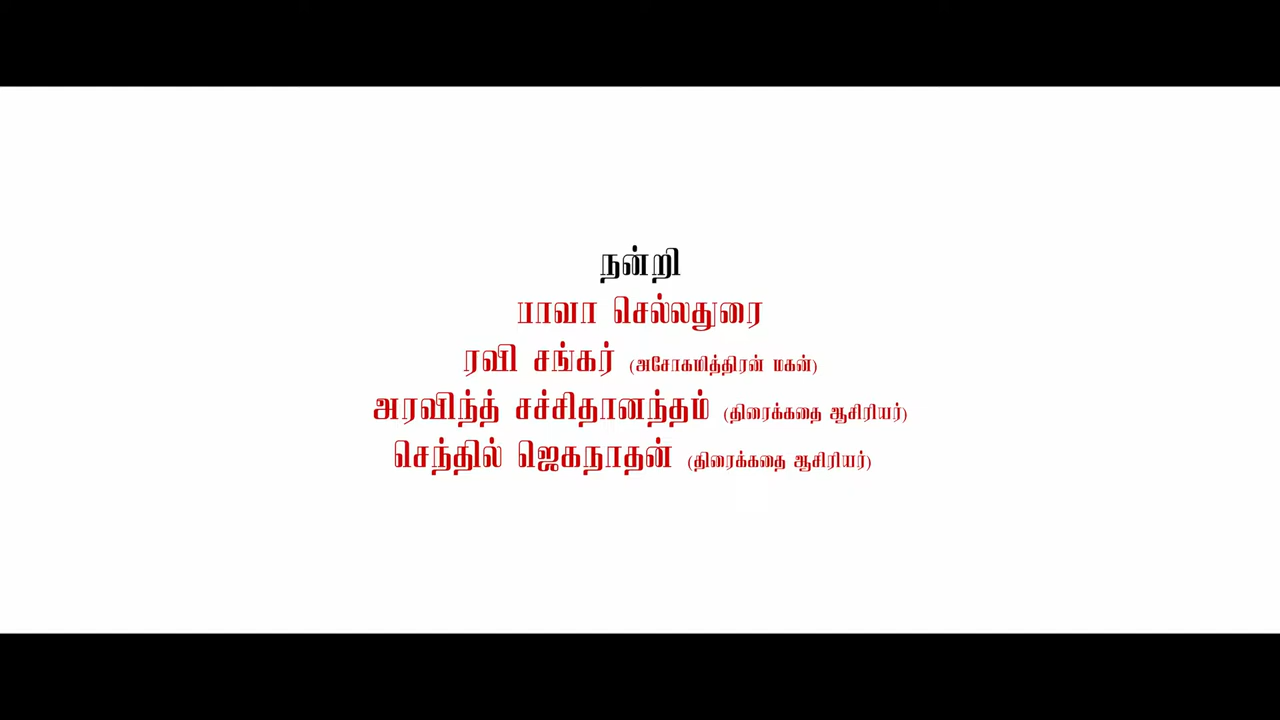 நன்றி
பாவா செல்லதுரை
ரவி சங்கர் (அசோகமித்திரன் மகன்)
அரவிந்த் சச்சிதானந்தம் (திரைக்கதை ஆசிரியர்)
செந்தில் ஜெகநாதன் (திரைக்கதை ஆசிரியர்)